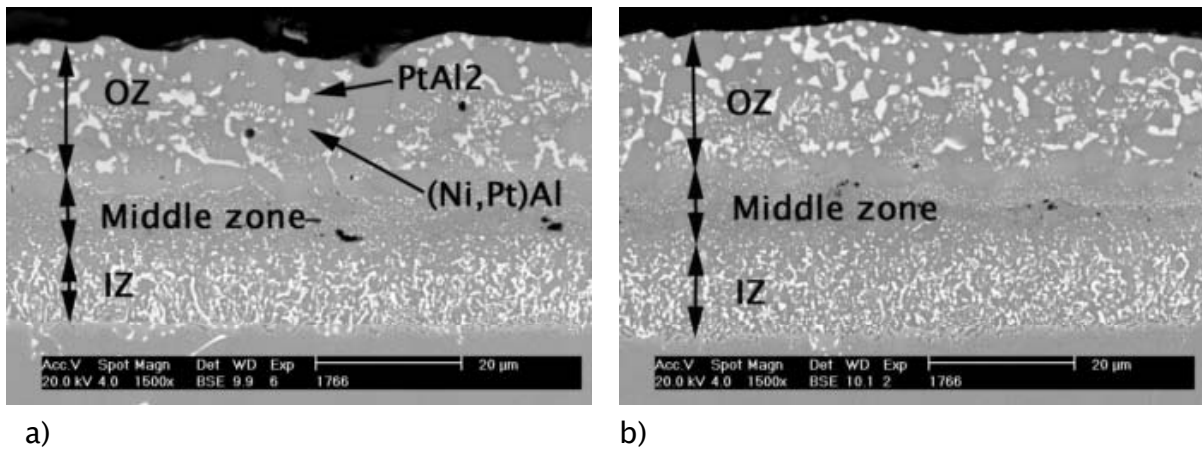 OZ
PtAl2
(Ni,Pt)Al
Middle zone
IZ
Acc.V Spot Magn Det WD Exp 20 µm
20.0 kV 4.0 1500x BSE 9.9 6 1766
a)
OZ
Middle zone
IZ
Acc.V Spot Magn Det WD Exp 20 µm
20.0 kV 4.0 1500x BSE 10.1 2 1766
b)